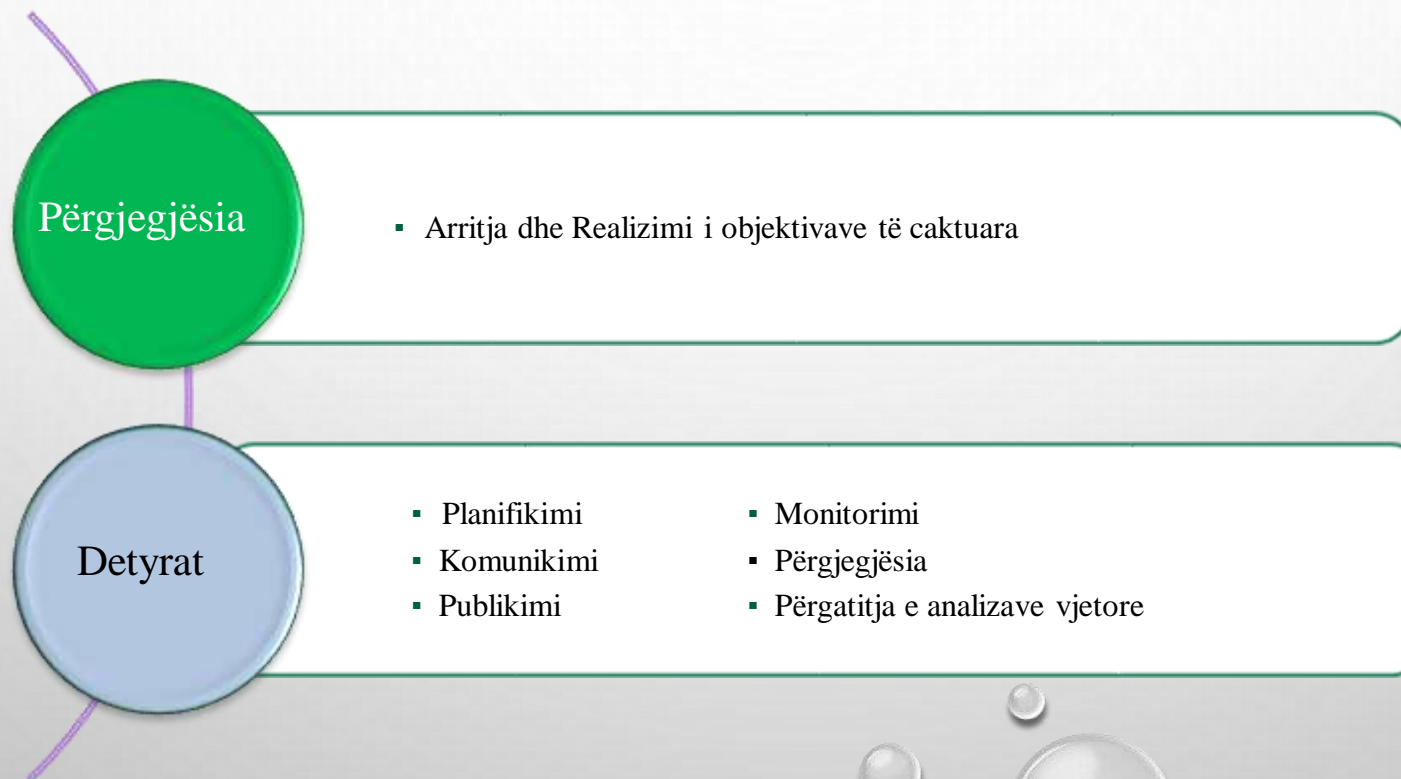 Përgjegjësia
▪ Arritja dhe Realizimi i objektivave të caktuara
Detyrat
▪ Planifikimi
▪ Komunikimi
▪ Publikimi
▪ Monitorimi
▪ Përgjegjësia
▪ Përgatitja e analizave vjetore